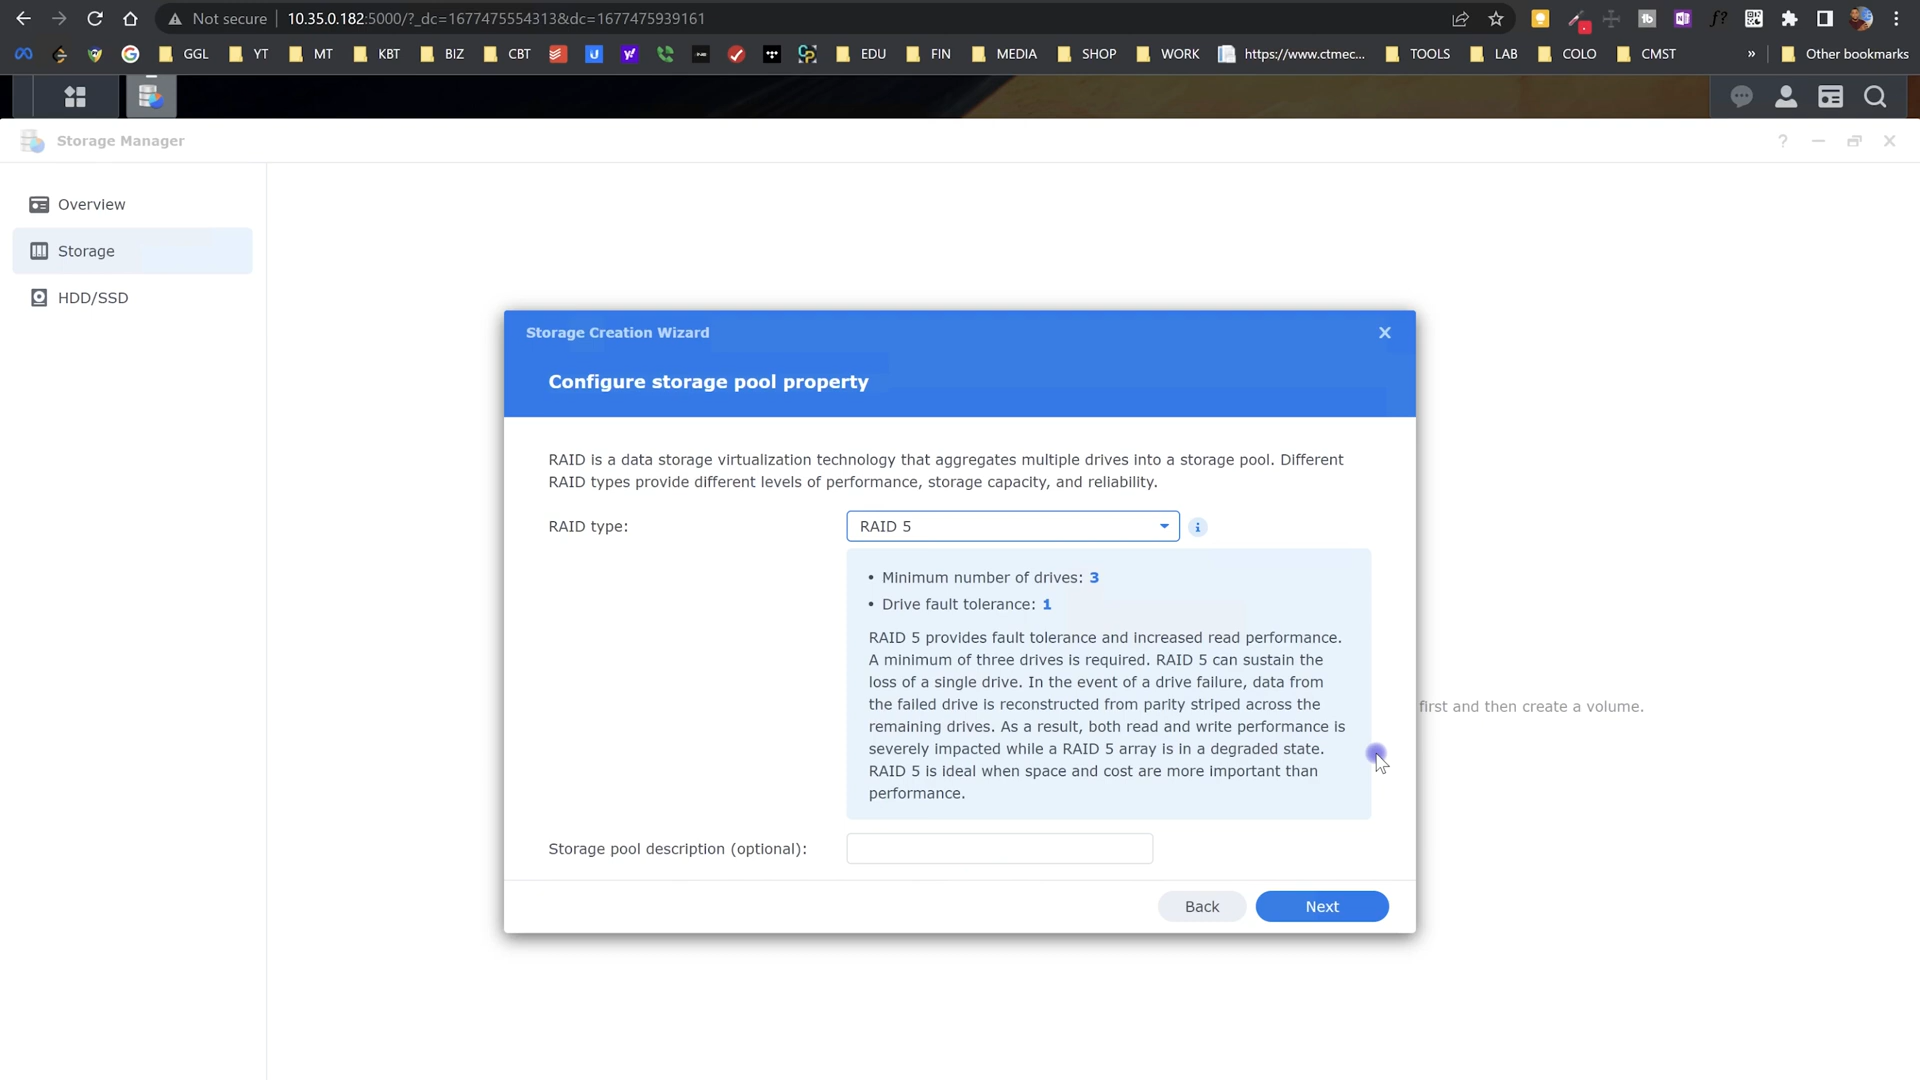 Not secure
10.35.0.182:5000/?_dc=1677475554313&dc=1677475939161
GGL
YT
MT
KBT
BIZ
CBT
EDU
FIN
MEDIA
SHOP
WORK
https://www.ctmec...
TOOLS
LAB
COLO
CMST
»
Other bookmarks
Storage Manager
Overview
Storage
HDD/SSD
Storage Creation Wizard
Configure storage pool property
RAID is a data storage virtualization technology that aggregates multiple drives into a storage pool. Different
RAID types provide different levels of performance, storage capacity, and reliability.
RAID type:
RAID 5
• Minimum number of drives: 3
• Drive fault tolerance: 1
RAID 5 provides fault tolerance and increased read performance.
A minimum of three drives is required. RAID 5 can sustain the
loss of a single drive. In the event of a drive failure, data from
the failed drive is reconstructed from parity striped across the
remaining drives. As a result, both read and write performance is
severely impacted while a RAID 5 array is in a degraded state.
RAID 5 is ideal when space and cost are more important than
performance.
first and then create a volume.
Storage pool description (optional):
Back
Next